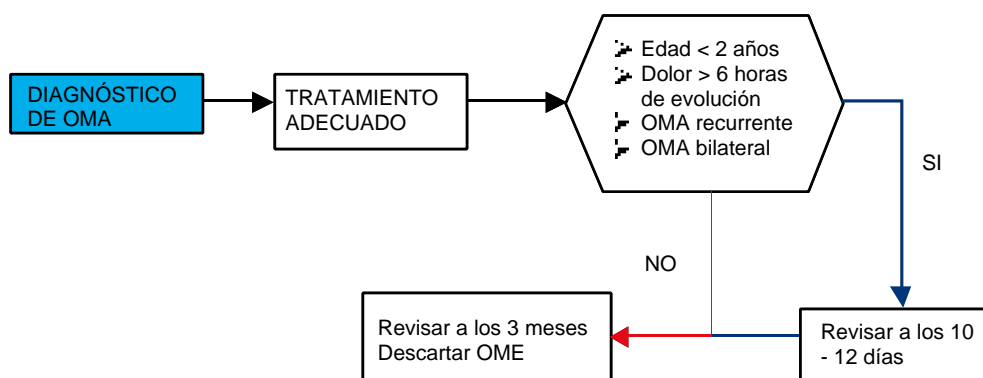 DIAGNÓSTICO
DE OMA
TRATAMIENTO
ADECUADO
Edad < 2 años
Dolor > 6 horas
de evolución
OMA recurrente
OMA bilateral
SI
NO
Revisar a los 3 meses
Descartar OME
Revisar a los 10
- 12 días